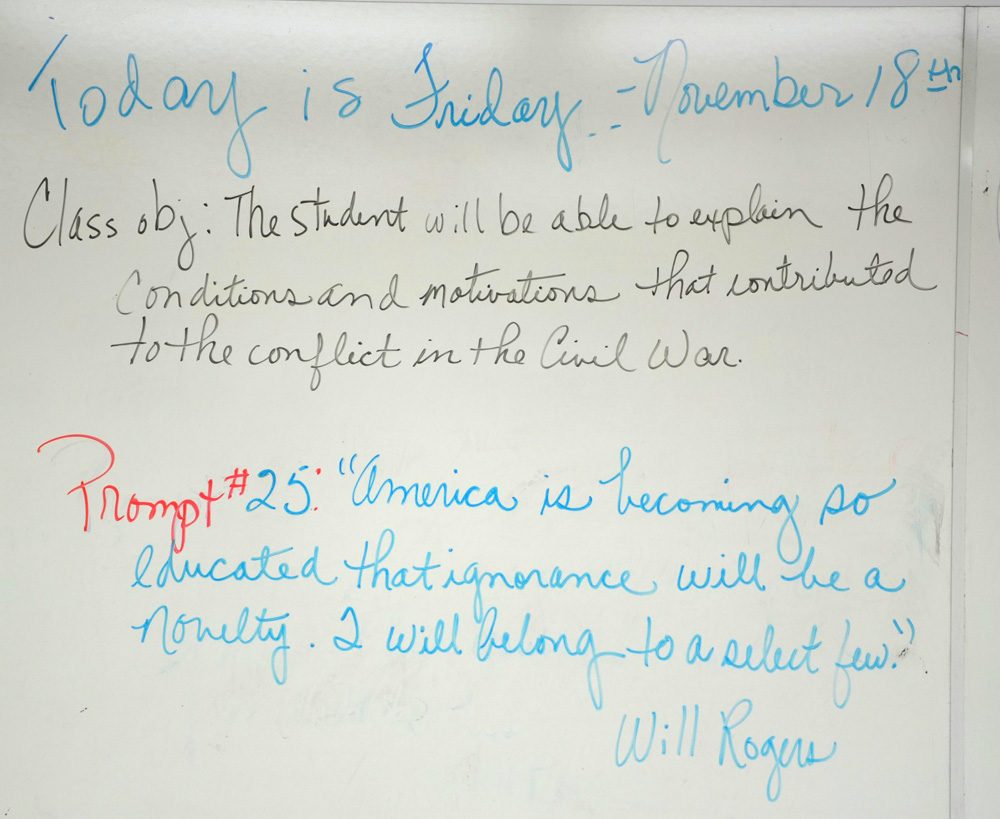 Today is Friday -- November 18th
Class obj: The student will be able to explain the
Conditions and motivations that contributed
to the conflict in the Civil War.
Prompt #25: "America is becoming so
educated that ignorance will be a
novelty. I will belong to a select few."
Will Rogers